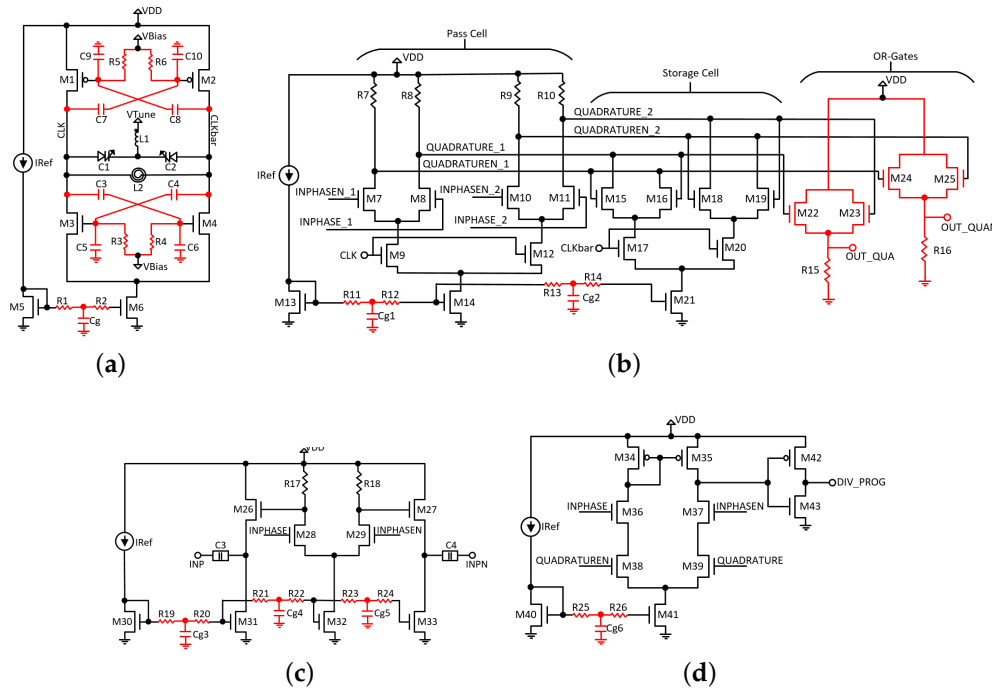 VDD
C9
VBias
C10
R5
R6
M1
M2
C7
C8
CLK
VTune
CLKbar
L1
IRef
C1
C2
L2
C3
C4
M3
M4
C5
R3
R4
C6
VBias
M5
R1
R2
M6
Cg
(a)
Pass Cell
VDD
R7
R8
R9
R10
Storage Cell
OR-Gates
VDD
QUADRATURE_2
QUADRATUREN_2
QUADRATURE_1
QUADRATUREN_1
IRef
INPHASEN_1
M7
M8
INPHASEN_2
M10
M11
M15
M16
M18
M19
M24
M25
INPHASE_1
INPHASE_2
M22
M23
OUT_QUAN
CLK
M9
M12
CLKbar
M17
M20
OUT_QUA
R16
R15
M13
R11
R12
M14
R13
R14
M21
Cg1
Cg2
(b)
VDD
R17
R18
M26
M27
INPHASE
M28
M29
INPHASEN
IRef
C3
C4
INP
INPN
R21
R22
R23
R24
R19
R20
Cg4
Cg5
M30
M31
M32
M33
Cg3
(c)
VDD
M34
M35
M42
DIV_PROG
M43
INPHASE
M36
M37
INPHASEN
IRef
QUADRATUREN
M38
M39
QUADRATURE
R25
R26
M40
M41
Cg6
(d)